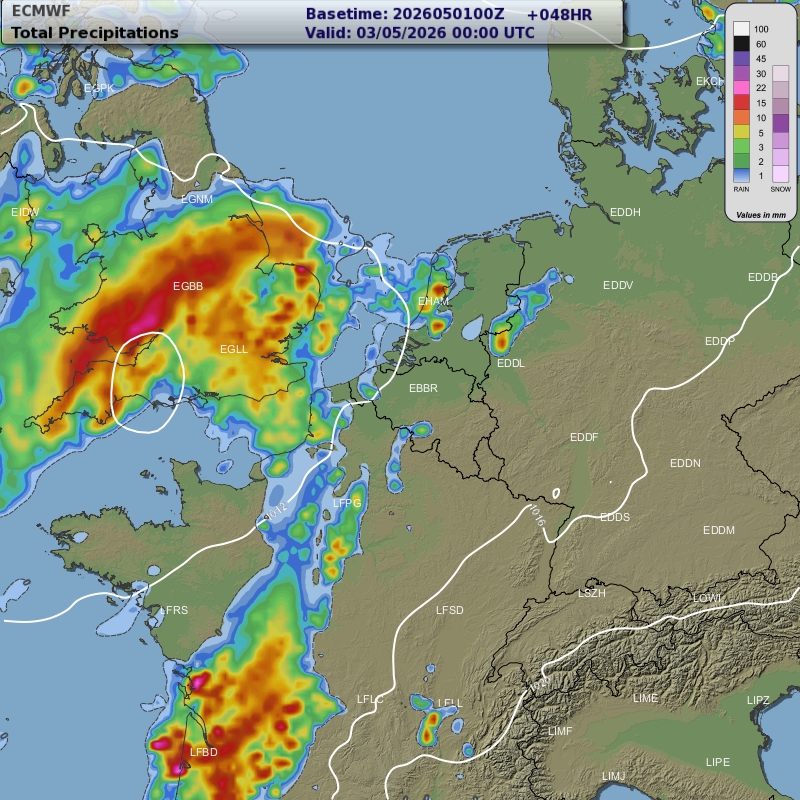 ECMWF
Basetime: 2026050100Z +048HR
Total Precipitations
Valid: 03/05/2026 00:00 UTC
100
60
45
30
22
15
10
5
3
2
1
RAIN
SNOW
Values in mm
EGPK
EKCH
EIDW
EGNM
EDDH
EGBB
EHAM
EDDV
EDDB
EGLL
EDDL
EDDP
EBBR
EDDF
EDDN
LFPG
1012
1016
EDDS
EDDM
LFRS
LFSD
LSZH
LOWI
LFLC
LFLL
1020
LIME
LIPZ
LIMF
LFBD
LIPE
LIMJ